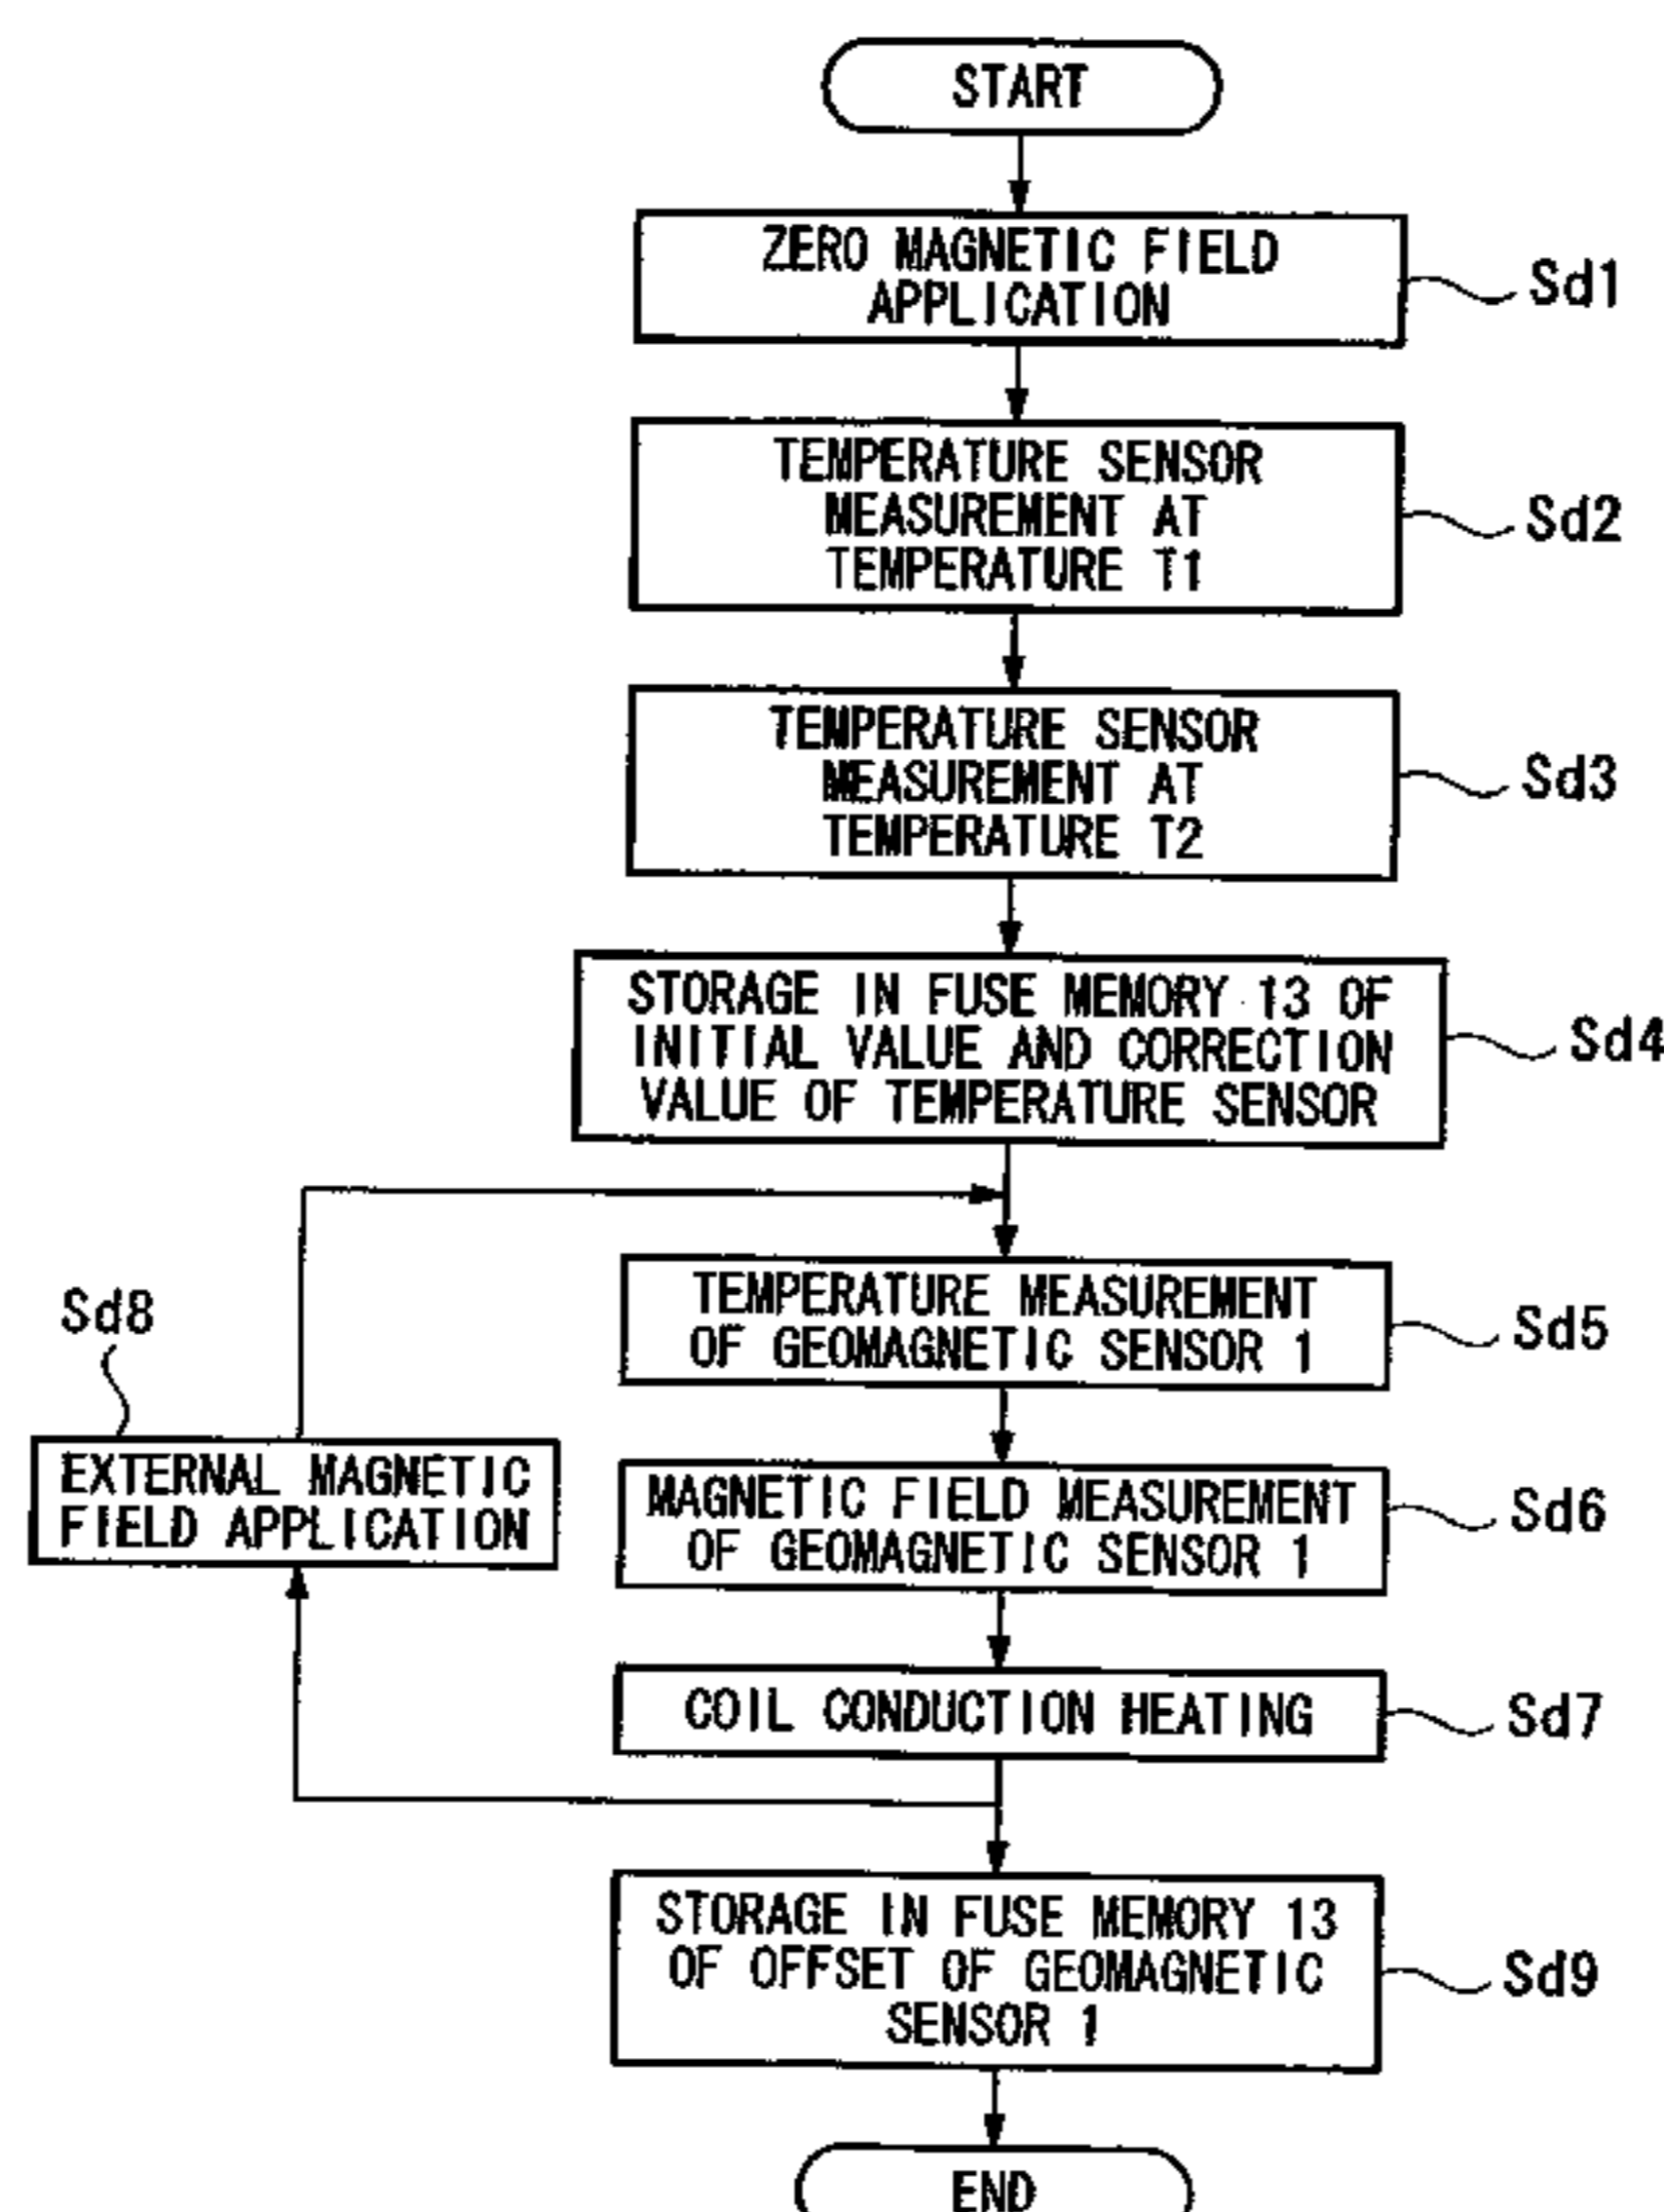 START
ZERO MAGNETIC FIELD
APPLICATION
Sd1
TEMPERATURE SENSOR
MEASUREMENT AT
TEMPERATURE T1
Sd2
TEMPERATURE SENSOR
MEASUREMENT AT
TEMPERATURE T2
Sd3
STORAGE IN FUSE MEMORY 13 OF
INITIAL VALUE AND CORRECTION
VALUE OF TEMPERATURE SENSOR
Sd4
TEMPERATURE MEASUREMENT
OF GEOMAGNETIC SENSOR 1
Sd5
Sd8
EXTERNAL MAGNETIC
FIELD APPLICATION
MAGNETIC FIELD MEASUREMENT
OF GEOMAGNETIC SENSOR 1
Sd6
COIL CONDUCTION HEATING
Sd7
STORAGE IN FUSE MEMORY 13
OF OFFSET OF GEOMAGNETIC
SENSOR 1
Sd9
END